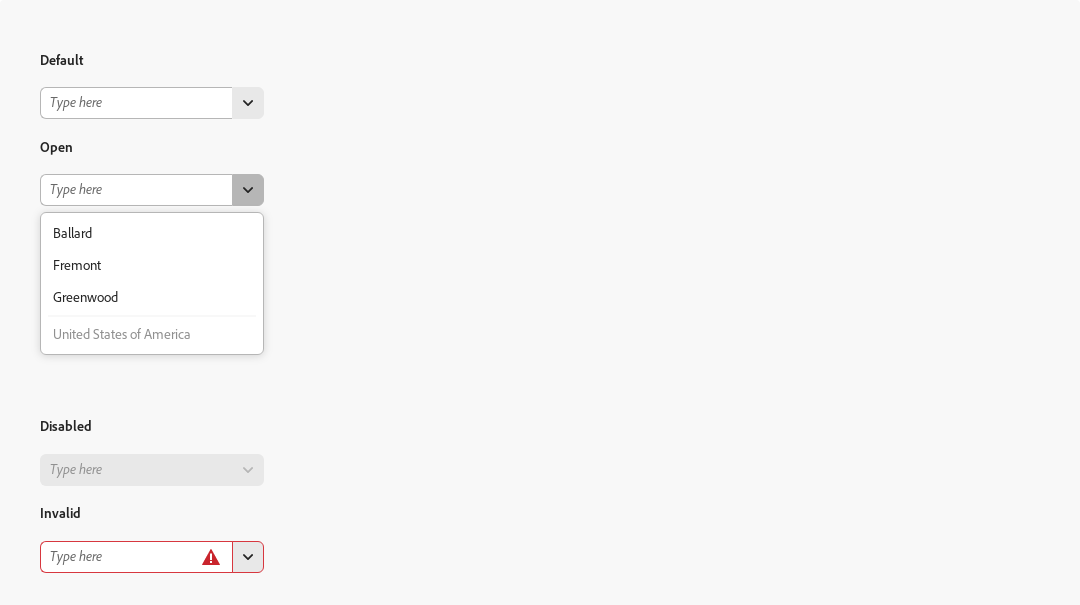 Default
Type here
Open
Type here
Ballard
Fremont
Greenwood
United States of America
Disabled
Type here
Invalid
Type here